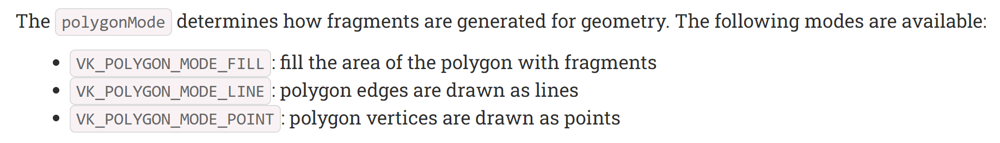 The polygonMode determines how fragments are generated for geometry. The following modes are available:
VK_POLYGON_MODE_FILL: fill the area of the polygon with fragments
VK_POLYGON_MODE_LINE: polygon edges are drawn as lines
VK_POLYGON_MODE_POINT: polygon vertices are drawn as points